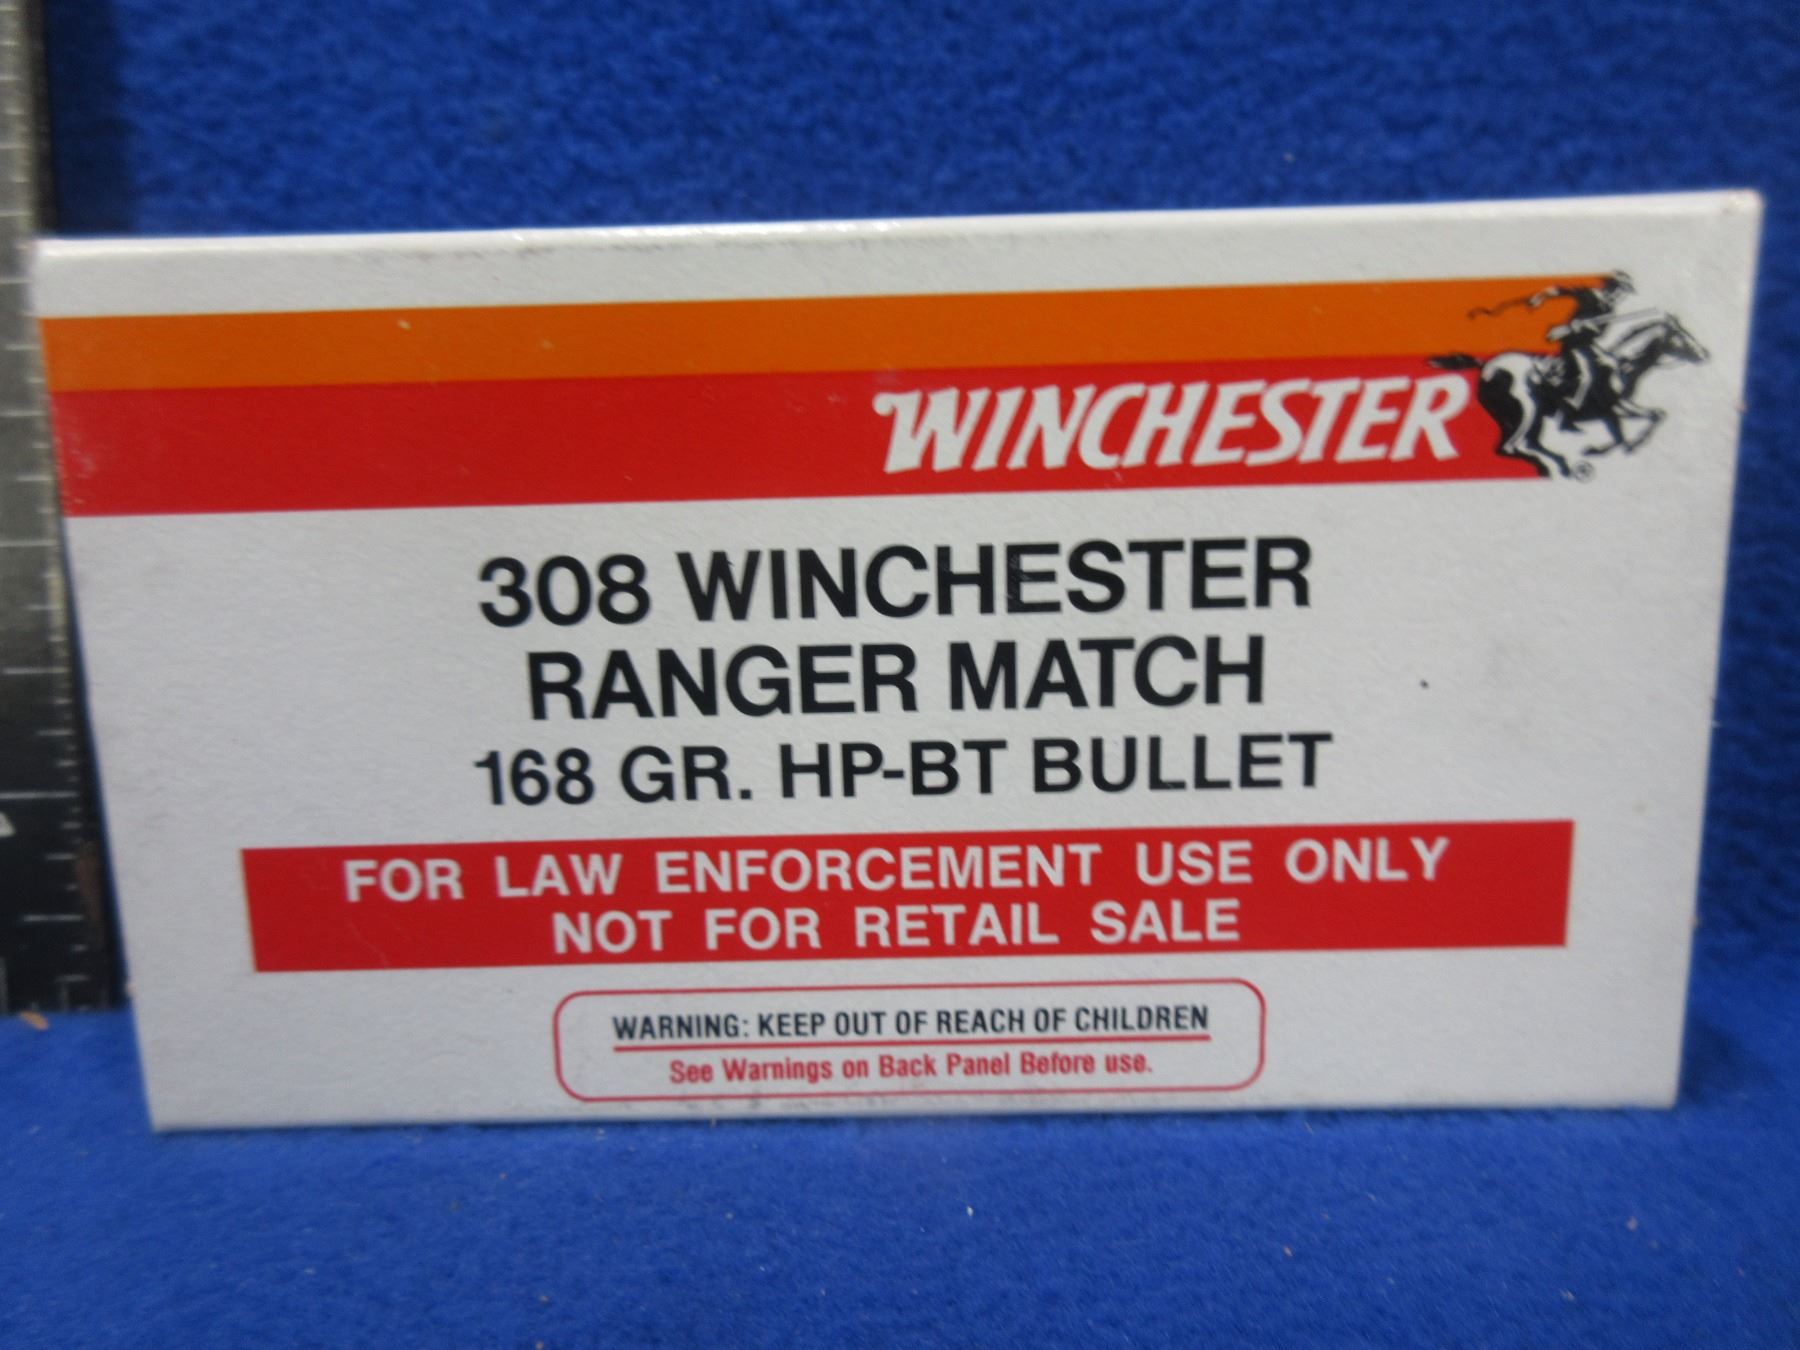 WINCHESTER
308 WINCHESTER
RANGER MATCH
168 GR. HP-BT BULLET
FOR LAW ENFORCEMENT USE ONLY
NOT FOR RETAIL SALE
WARNING: KEEP OUT OF REACH OF CHILDREN
See Warnings on Back Panel Before use.